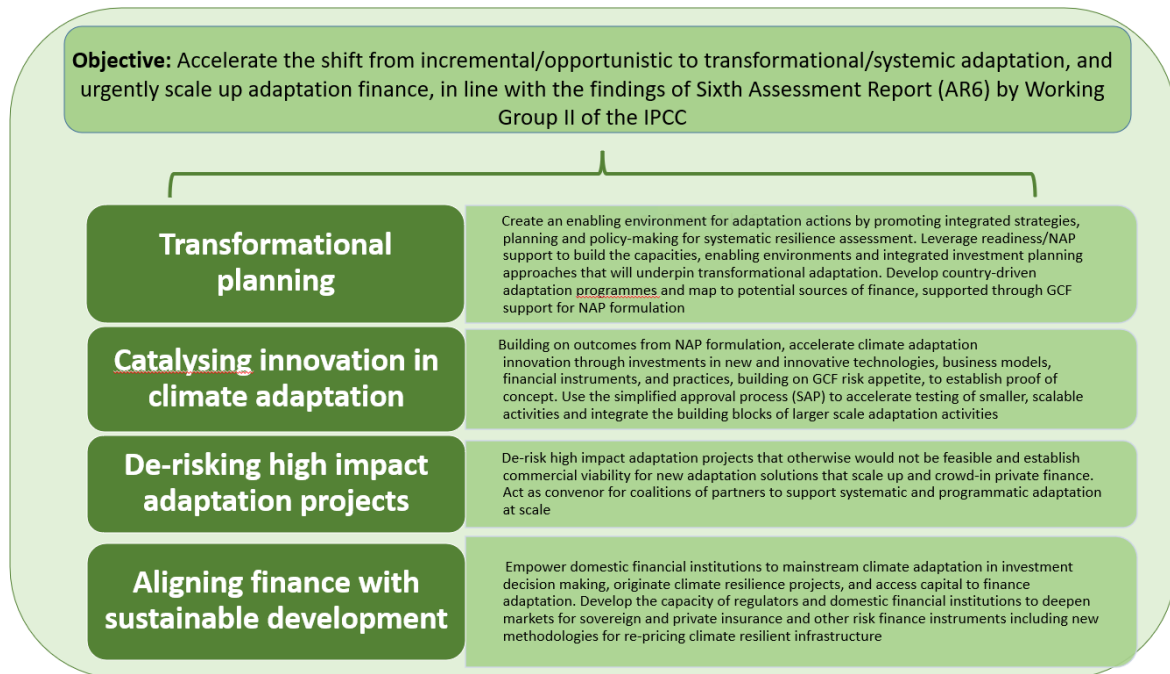 Objective: Accelerate the shift from incremental/opportunistic to transformational/systemic adaptation, and
urgently scale up adaptation finance, in line with the findings of Sixth Assessment Report (AR6) by Working
Group II of the IPCC
Transformational
planning
Create an enabling environment for adaptation actions by promoting integrated strategies,
planning and policy-making for systematic resilience assessment. Leverage readiness/NAP
support to build the capacities, enabling environments and integrated investment planning
approaches that will underpin transformational adaptation. Develop country-driven
adaptation programmes and map to potential sources of finance, supported through GCF
support for NAP formulation
Catalysing innovation in
climate adaptation
Building on outcomes from NAP formulation, accelerate climate adaptation
innovation through investments in new and innovative technologies, business models,
financial instruments, and practices, building on GCF risk appetite, to establish proof of
concept. Use the simplified approval process (SAP) to accelerate testing of smaller, scalable
activities and integrate the building blocks of larger scale adaptation activities
De-risking high impact
adaptation projects
De-risk high impact adaptation projects that otherwise would not be feasible and establish
commercial viability for new adaptation solutions that scale up and crowd-in private finance.
Act as convenor for coalitions of partners to support systematic and programmatic adaptation
at scale
Aligning finance with
sustainable development
Empower domestic financial institutions to mainstream climate adaptation in investment
decision making, originate climate resilience projects, and access capital to finance
adaptation. Develop the capacity of regulators and domestic financial institutions to deepen
markets for sovereign and private insurance and other risk finance instruments including new
methodologies for re-pricing climate resilient infrastructure